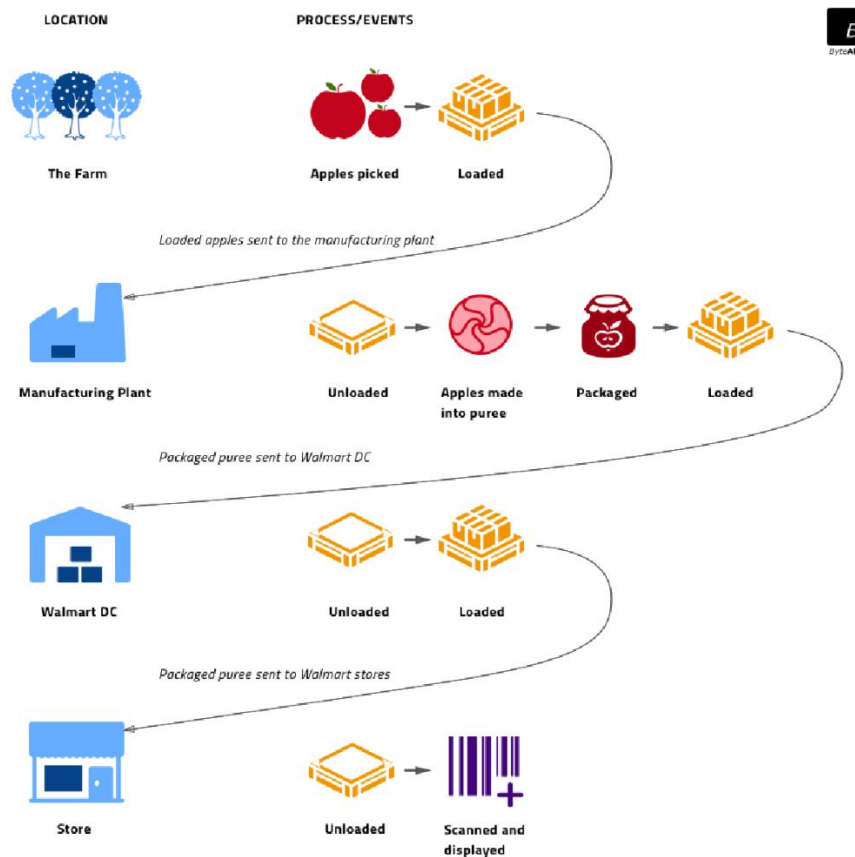 LOCATION
PROCESS/EVENTS
The Farm
Apples picked
Loaded
Loaded apples sent to the manufacturing plant
Manufacturing Plant
Unloaded
Apples made
into puree
Packaged
Loaded
Packaged puree sent to Walmart DC
Walmart DC
Unloaded
Loaded
Packaged puree sent to Walmart stores
Store
Unloaded
Scanned and
displayed